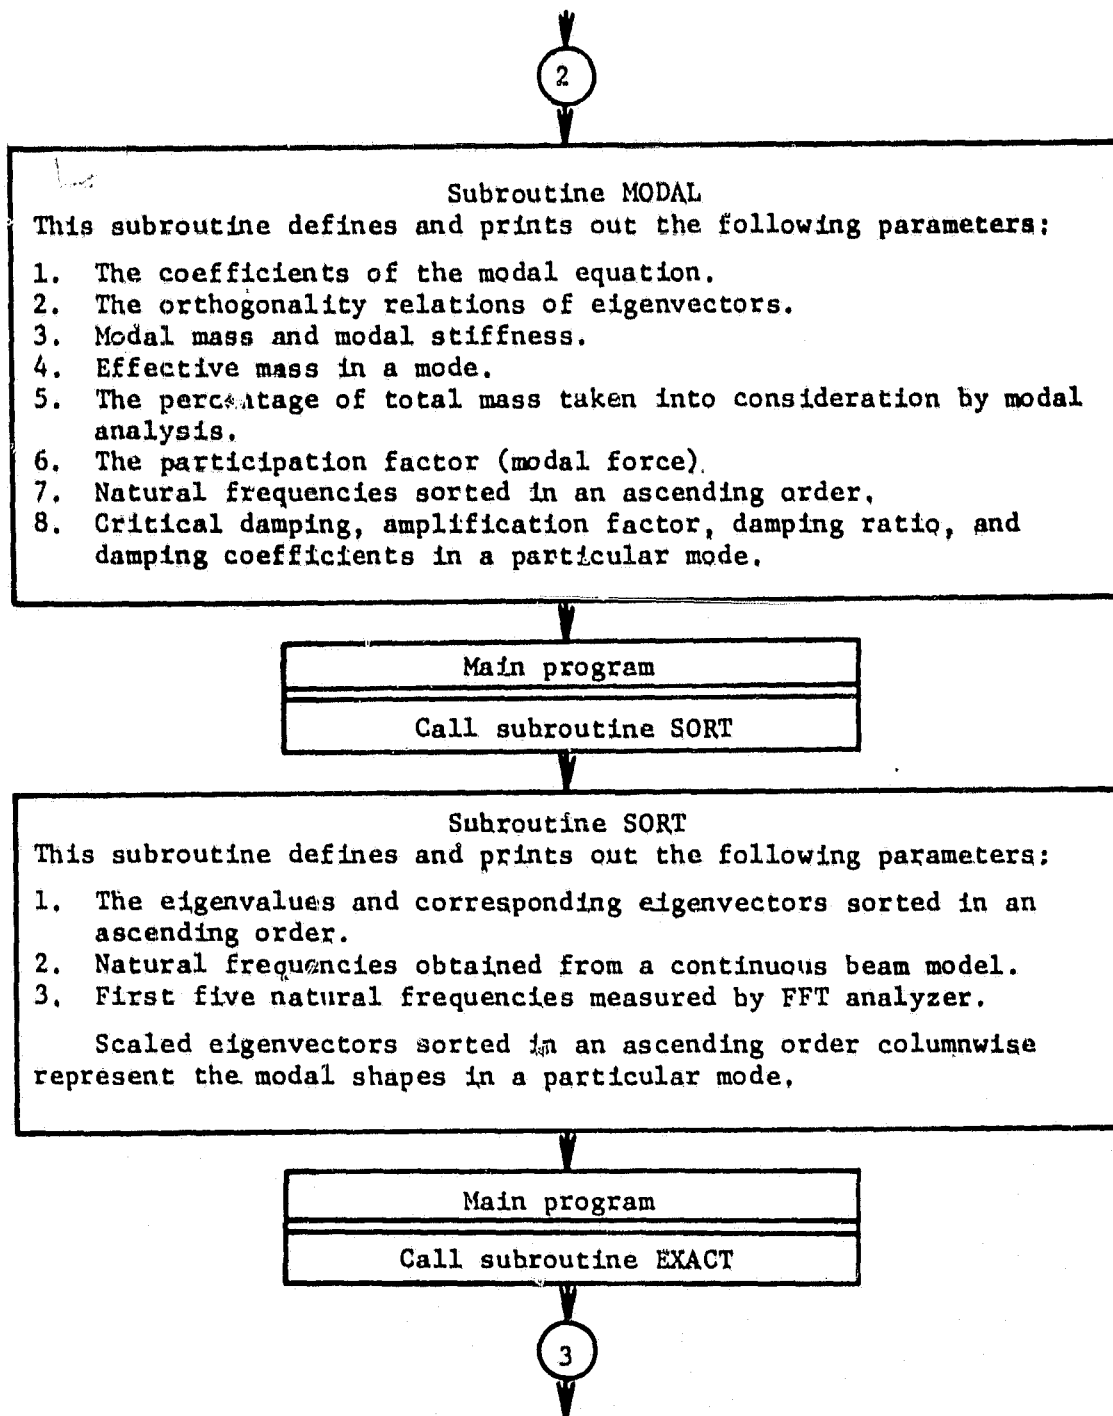 2
Subroutine MODAL
This subroutine defines and prints out the following parameters:
1. The coefficients of the modal equation.
2. The orthogonality relations of eigenvectors.
3. Modal mass and modal stiffness.
4. Effective mass in a mode.
5. The percentage of total mass taken into consideration by modal
analysis.
6. The participation factor (modal force).
7. Natural frequencies sorted in an ascending order.
8. Critical damping, amplification factor, damping ratio, and
damping coefficients in a particular mode.
Main program
Call subroutine SORT
Subroutine SORT
This subroutine defines and prints out the following parameters:
1. The eigenvalues and corresponding eigenvectors sorted in an
ascending order.
2. Natural frequencies obtained from a continuous beam model.
3. First five natural frequencies measured by FFT analyzer.
Scaled eigenvectors sorted in an ascending order columnwise
represent the modal shapes in a particular mode.
Main program
Call subroutine EXACT
3